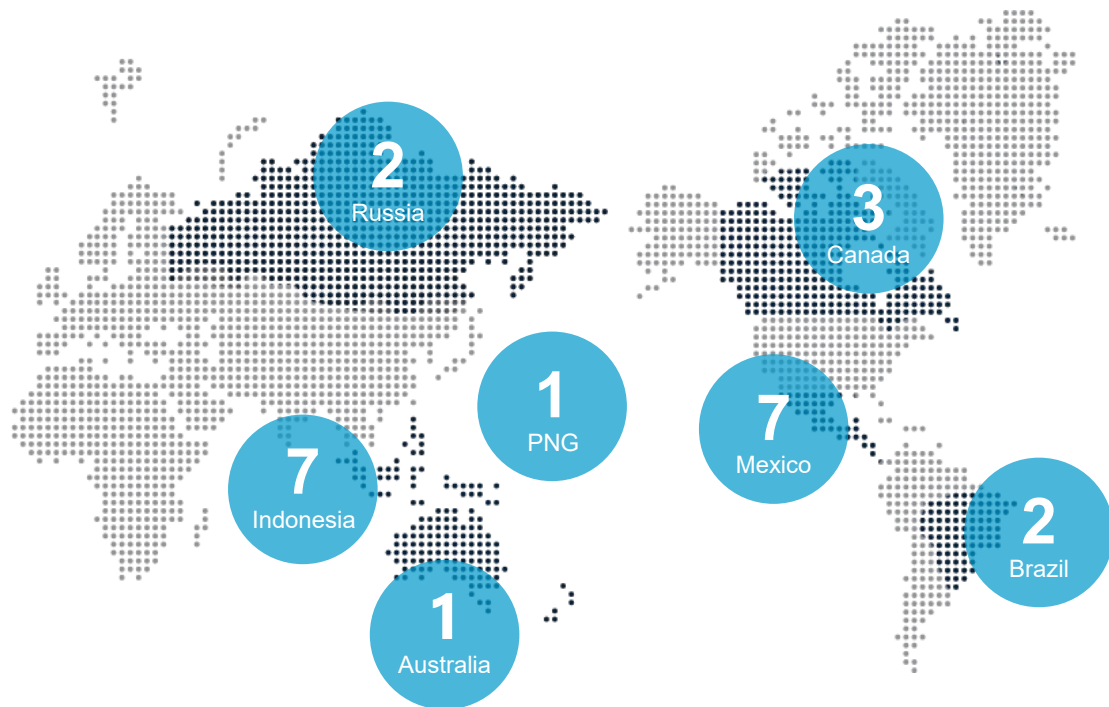 2
Russia
3
Canada
1
PNG
7
Mexico
7
Indonesia
2
Brazil
1
Australia